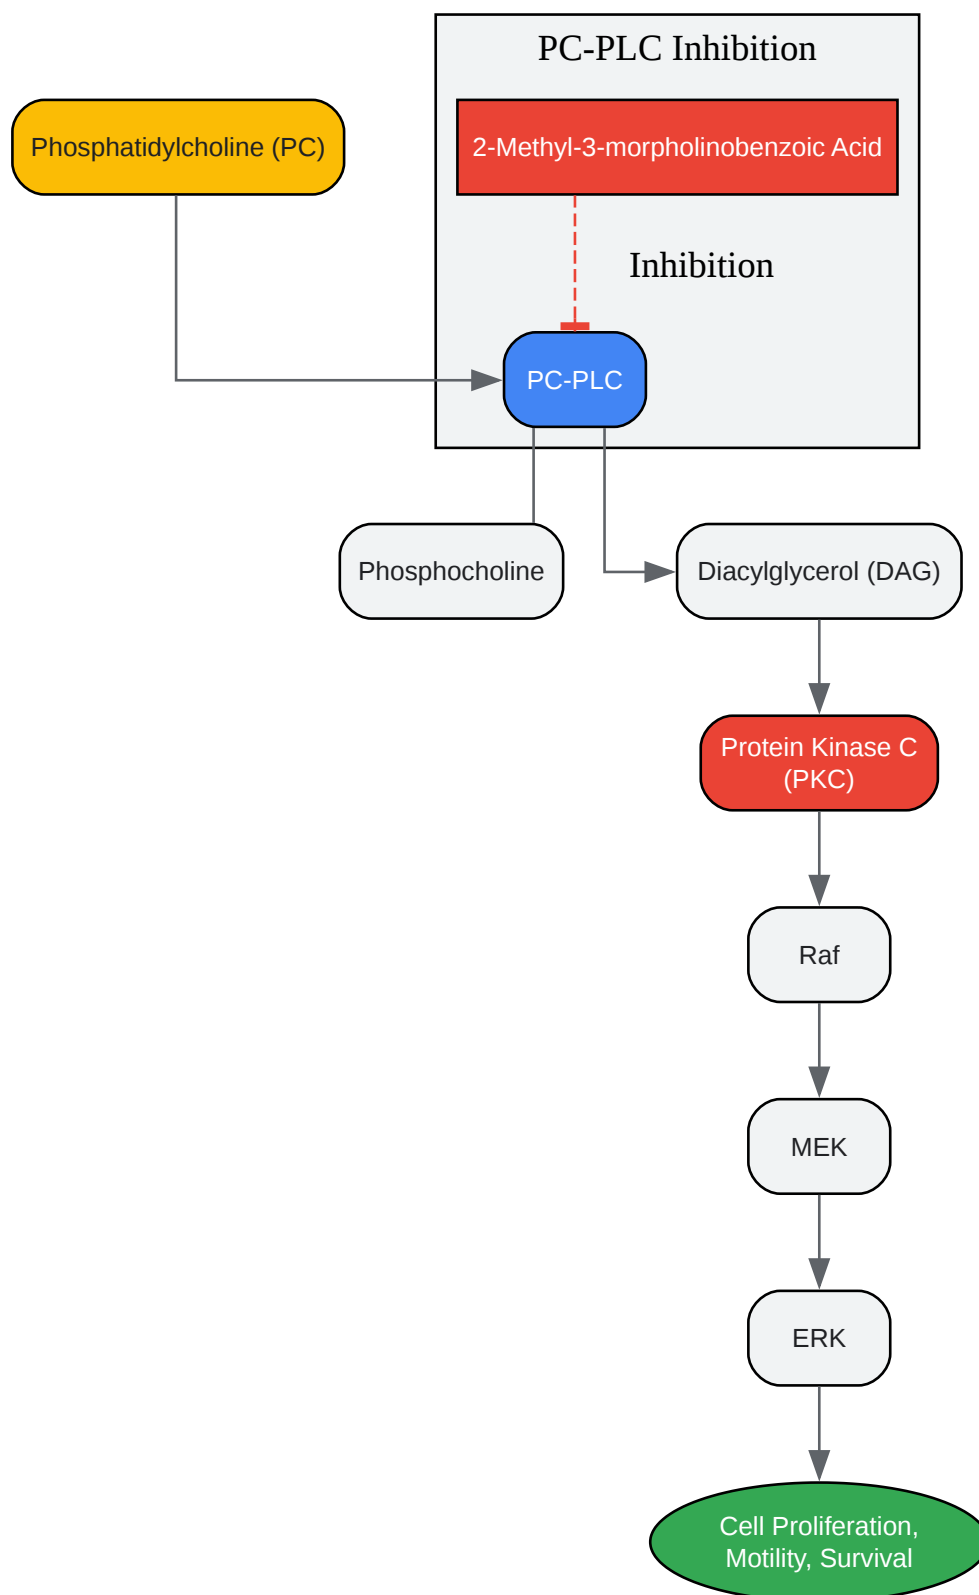 PC-PLC Inhibition
Phosphatidylcholine (PC)
2-Methyl-3-morpholinobenzoic Acid
Inhibition
PC-PLC
Phosphocholine
Diacylglycerol (DAG)
Protein Kinase C
(PKC)
Raf
MEK
ERK
Cell Proliferation,
Motility, Survival